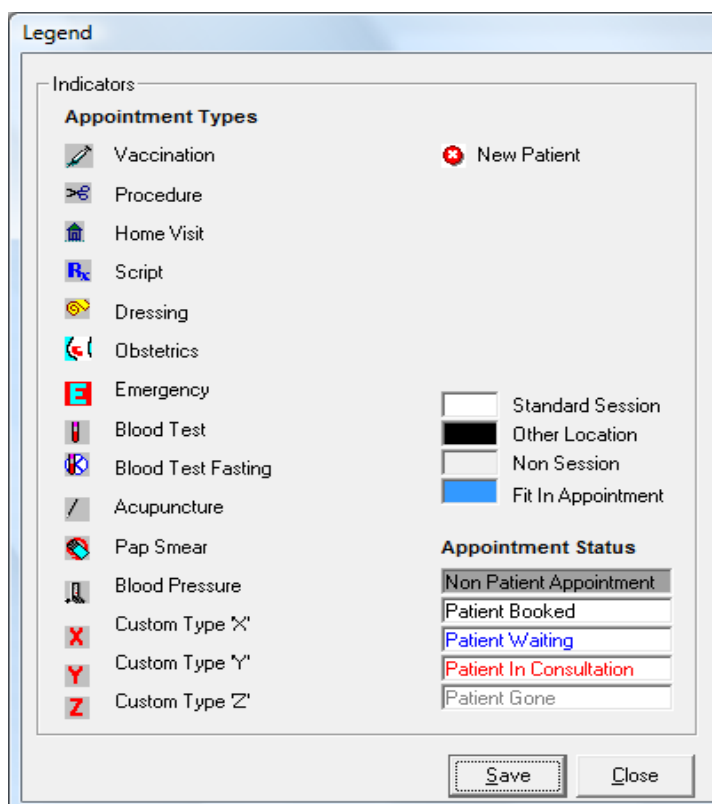 Legend
Indicators
Appointment Types
Vaccination
Procedure
Home Visit
Rx Script
Dressing
Obstetrics
E Emergency
Blood Test
Blood Test Fasting
Acupuncture
Pap Smear
Blood Pressure
X Custom Type 'X'
Y Custom Type 'Y'
Z Custom Type 'Z'
New Patient
Standard Session
Other Location
Non Session
Fit In Appointment
Appointment Status
Non Patient Appointment
Patient Booked
Patient Waiting
Patient In Consultation
Patient Gone
Save
Close